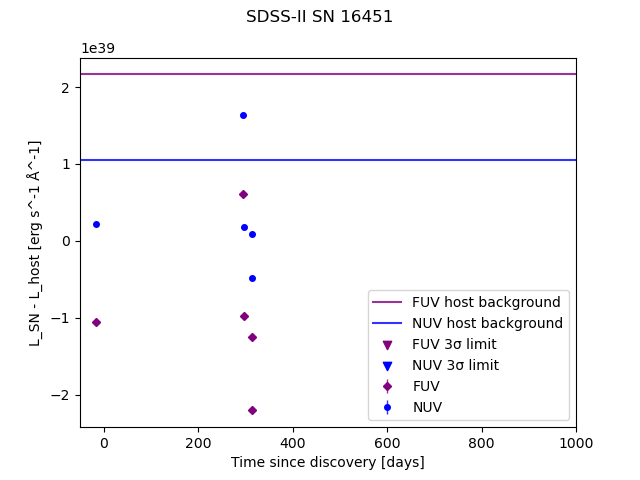 SDSS-II SN 16451
1e39
2
1
0
−1
−2
L_SN - L_host [erg s^-1 Å^-1]
FUV host background
NUV host background
FUV 3σ limit
NUV 3σ limit
FUV
NUV
0 200 400 600 800 1000
Time since discovery [days]